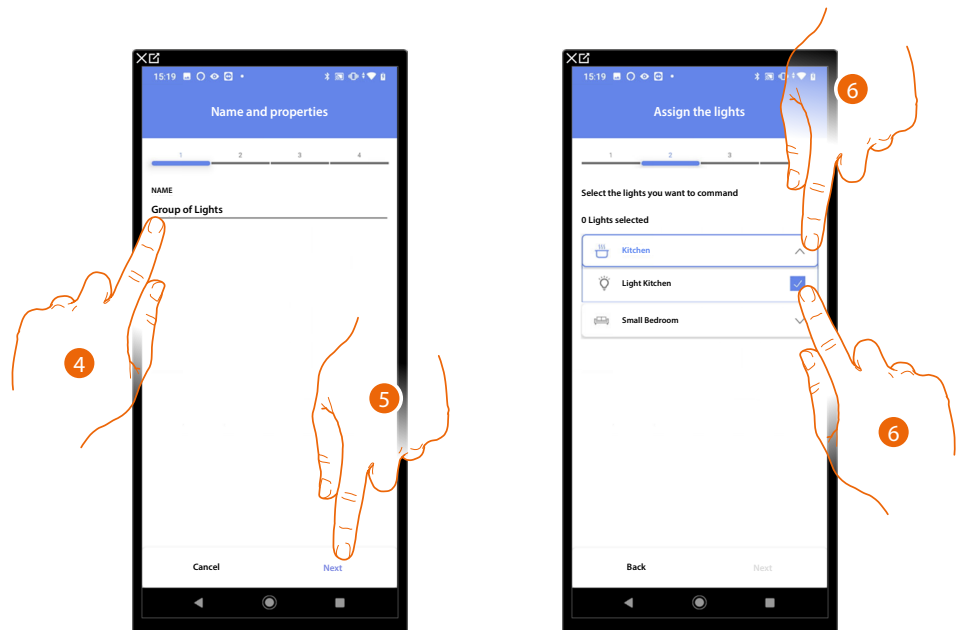 15:19
Name and properties
1 2 3 4
NAME
Group of Lights
4
5
Cancel Next
15:19
Assign the lights
1 2 3
Select the lights you want to command
0 Lights selected
Kitchen
Light Kitchen
Small Bedroom
6
6
Back Next